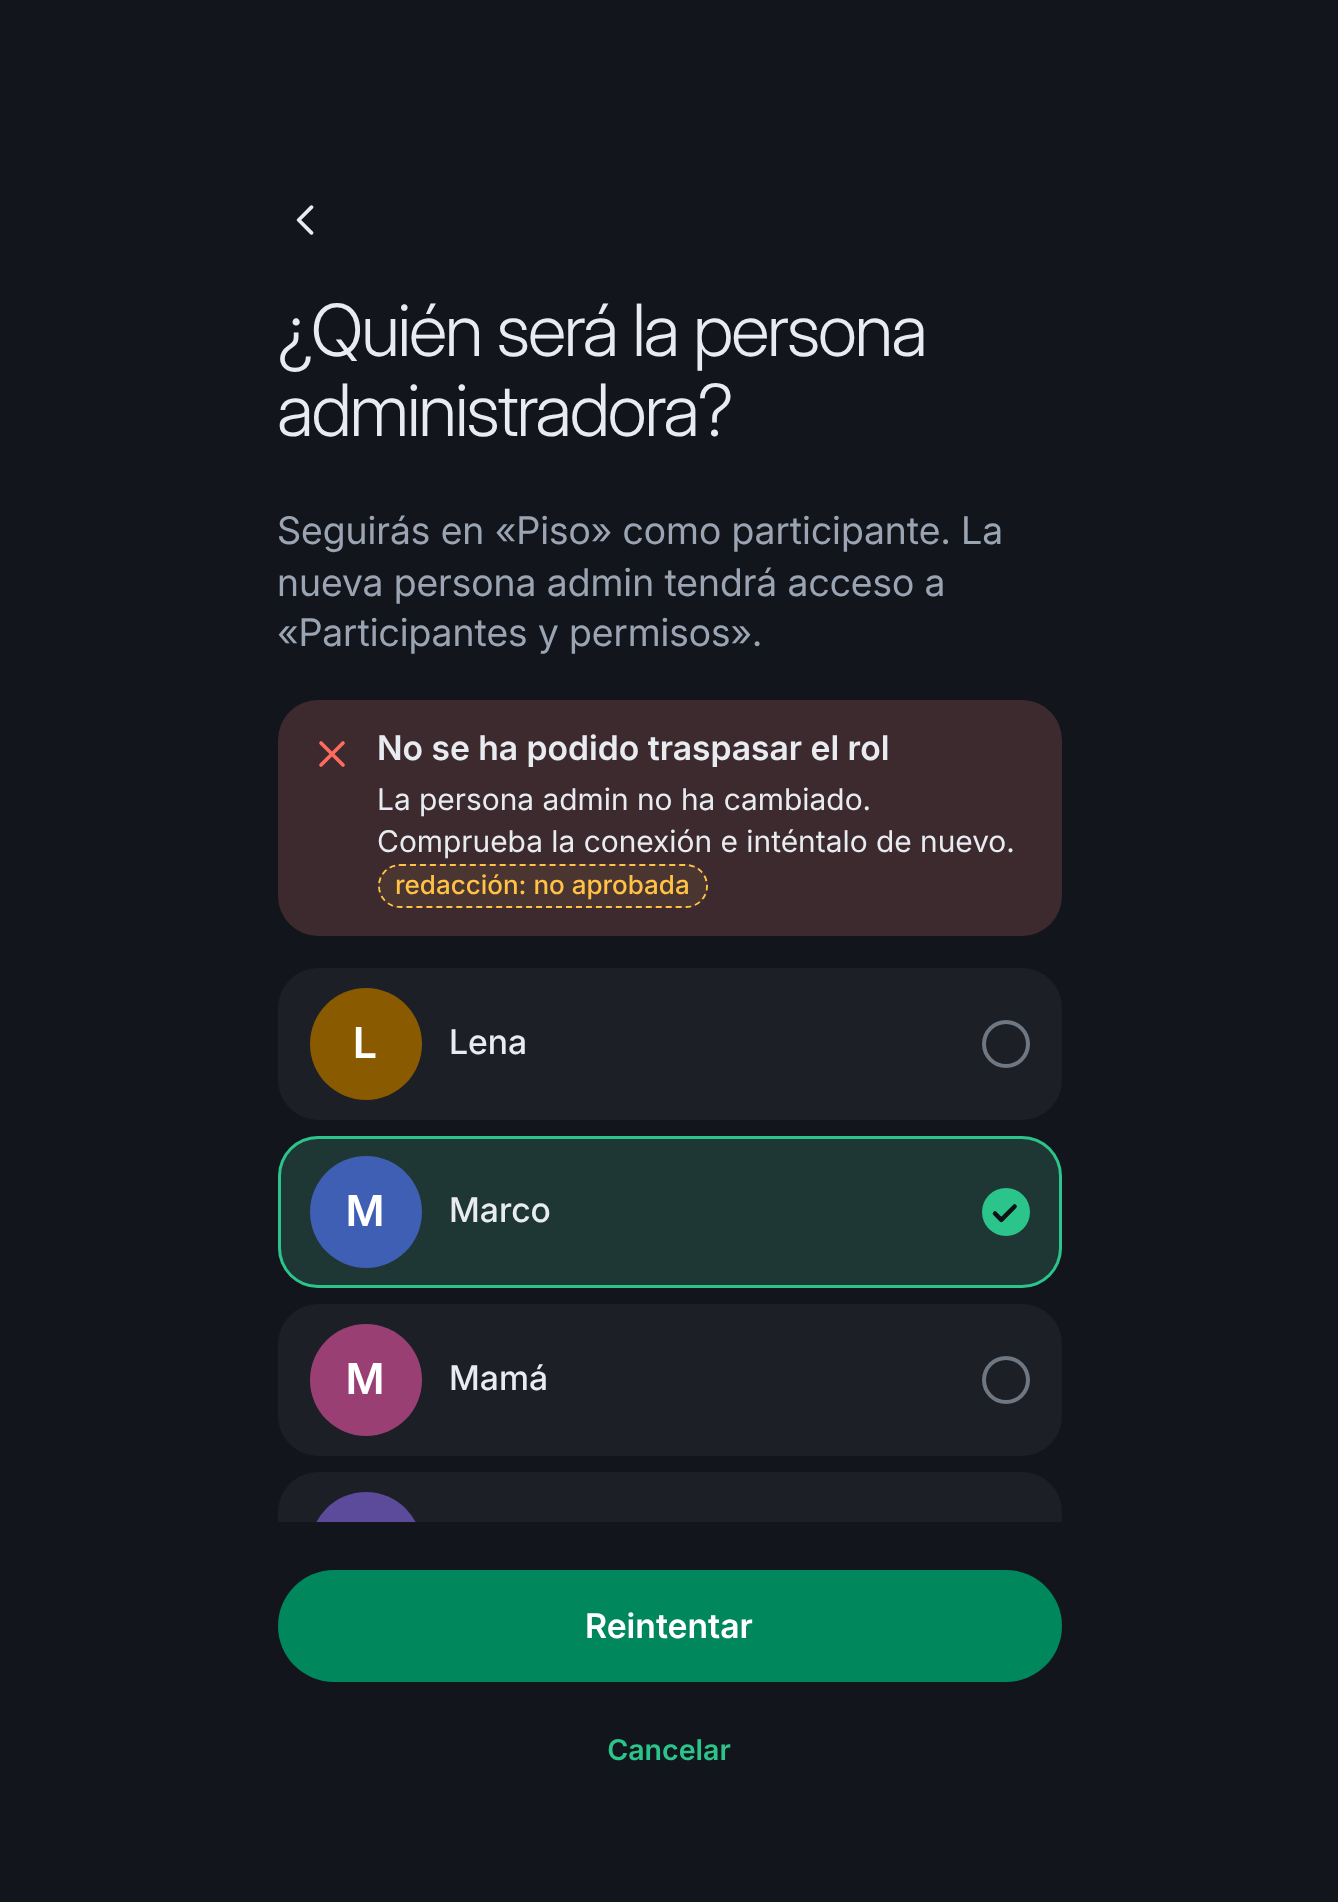 ¿Quién será la persona
administradora?
Seguirás en «Piso» como participante. La
nueva persona admin tendrá acceso a
«Participantes y permisos».
No se ha podido traspasar el rol
La persona admin no ha cambiado.
Comprueba la conexión e inténtalo de nuevo.
redacción: no aprobada
L
Lena
M
Marco
M
Mamá
Reintentar
Cancelar